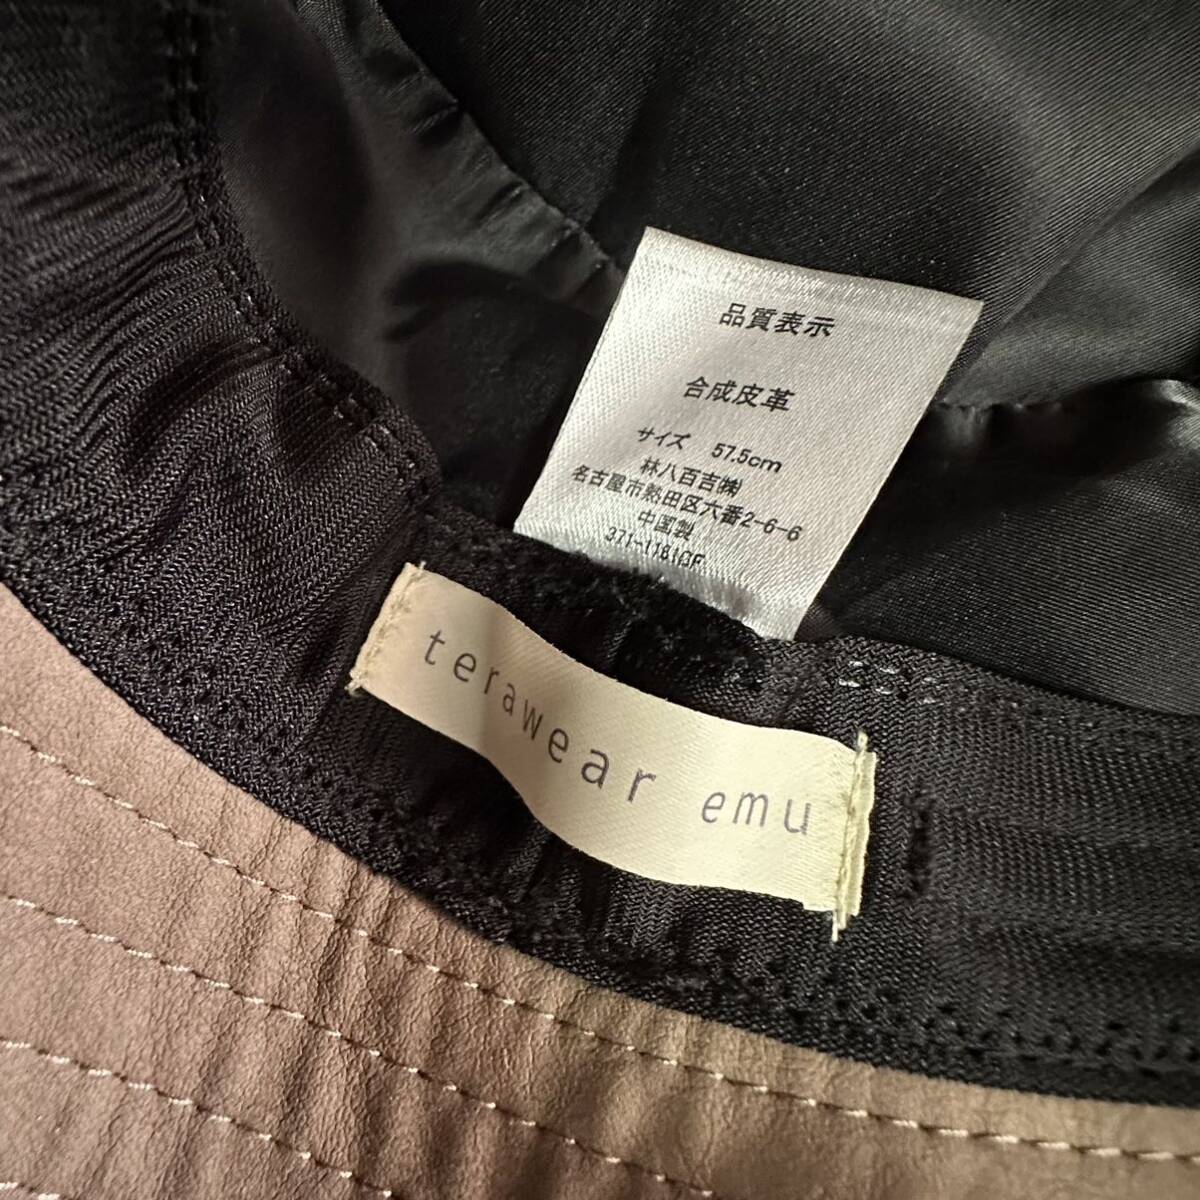 品質表示
合成皮革
サイズ 57.5cm
林八百吉㈱
名古屋市熱田区六番2-6-6
中国製
terawear emu